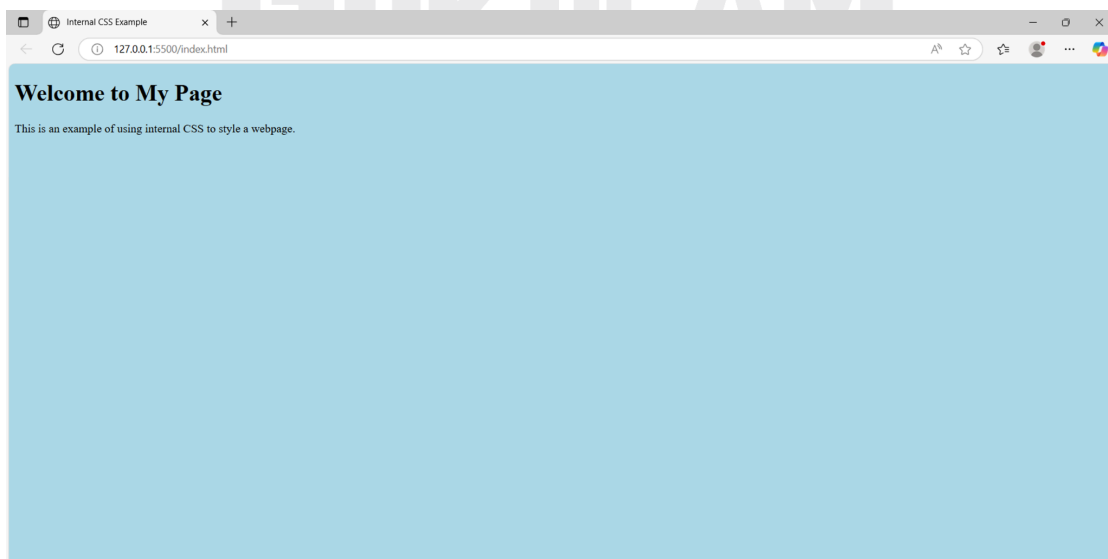 Internal CSS Example
127.0.0.1:5500/index.html
Welcome to My Page
This is an example of using internal CSS to style a webpage.